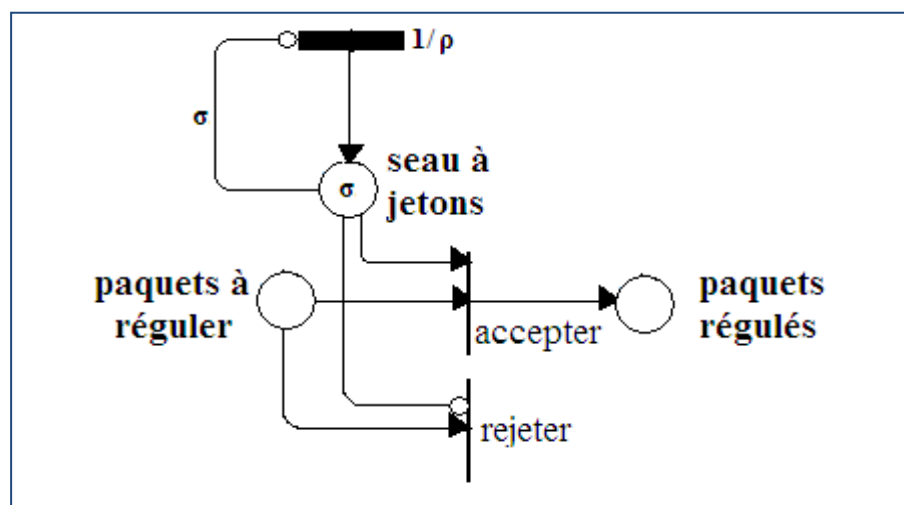 1/ρ
σ
seau à
jetons
σ
paquets à
réguler
paquets
régulés
accepter
rejeter